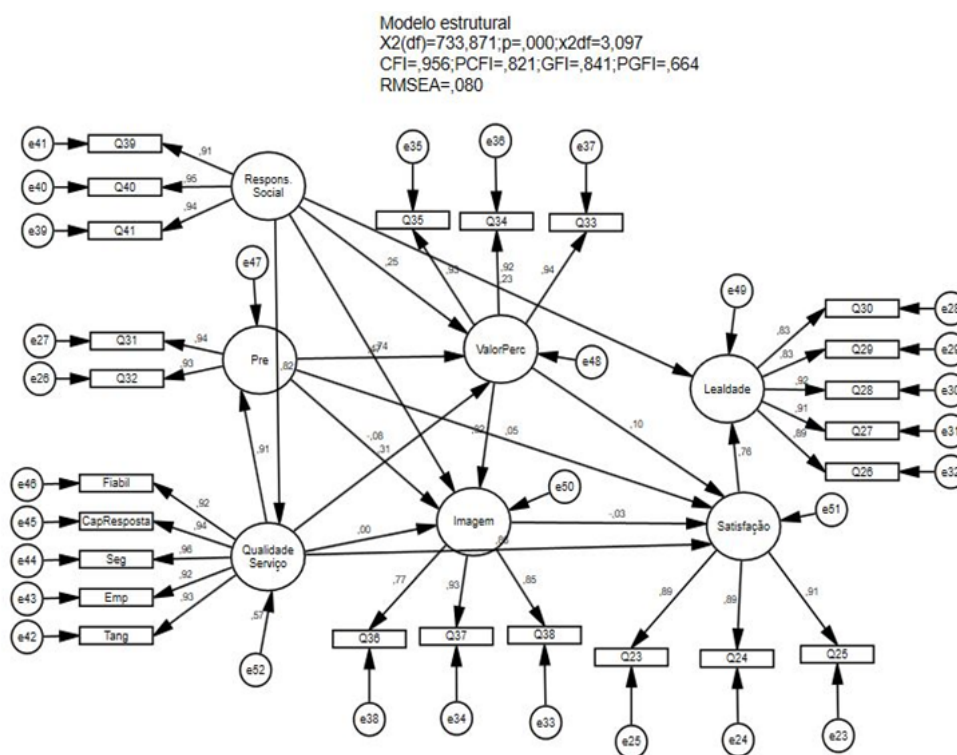 Modelo estrutural
X2(df)=733,871;p=,000;x2df=3,097
CFI=,956;PCFI=,821;GFI=,841;PGFI=,664
RMSEA=,080
e41
Q39
,91
e40
Q40
,95
e39
Q41
,94
Respons.
Social
e35
e36
e37
Q35
Q34
Q33
,93
,92
,94
,23
,25
e47
e27
Q31
,94
e26
Q32
,93
Pre
,82
,74
ValorPerc
e48
e49
Lealdade
,83
Q30
e28
,83
Q29
e29
,92
Q28
e30
,91
Q27
e31
,89
Q26
e32
,91
-,08
,31
,05
,10
,76
e46
Fiabil
,92
e45
CapResposta
,94
e44
Seg
,96
e43
Emp
,92
e42
Tang
,93
Qualidade
Serviço
,57
e52
,00
Imagem
e50
-,03
Satisfação
e51
,77
,93
,85
Q36
Q37
Q38
e38
e34
e33
,89
,89
,91
Q23
Q24
Q25
e25
e24
e23